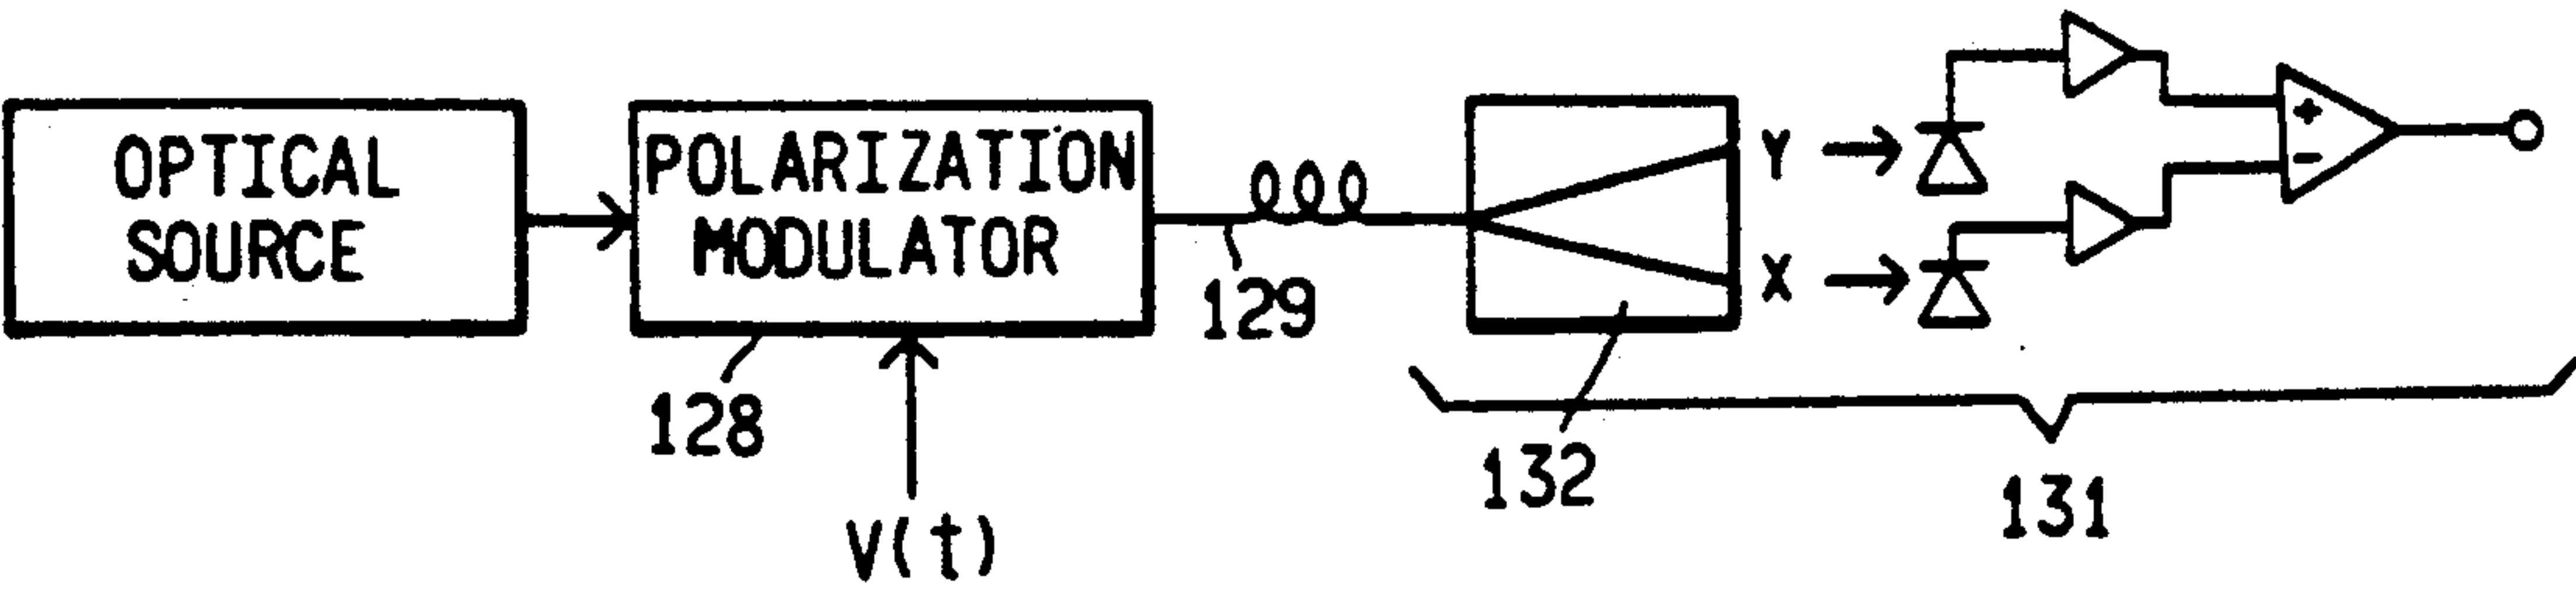 OPTICAL
SOURCE
POLARIZATION
MODULATOR
128
V(t)
129
132
Y
X
+
-
131